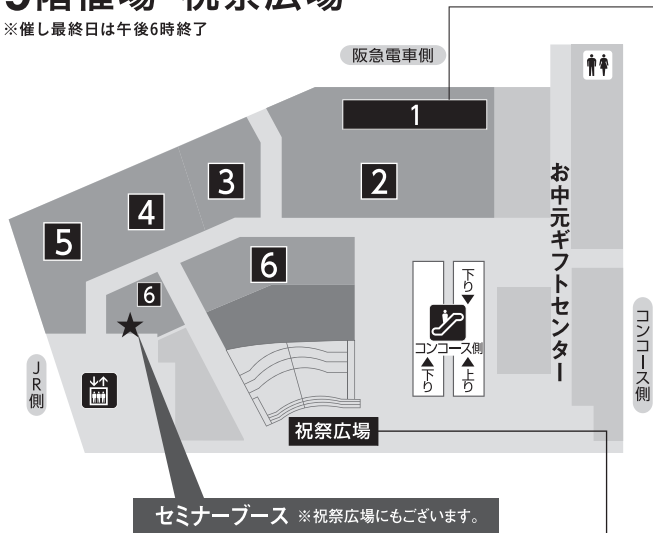 9階催場・祝祭広場
※催し最終日は午後6時終了
阪急電車側
1
2
3
4
5
6
6
お中元ギフトセンター
コンコース側
下り
コンコース側
下り
上り
JR側
祝祭広場
セミナーブース ※祝祭広場にもございます。